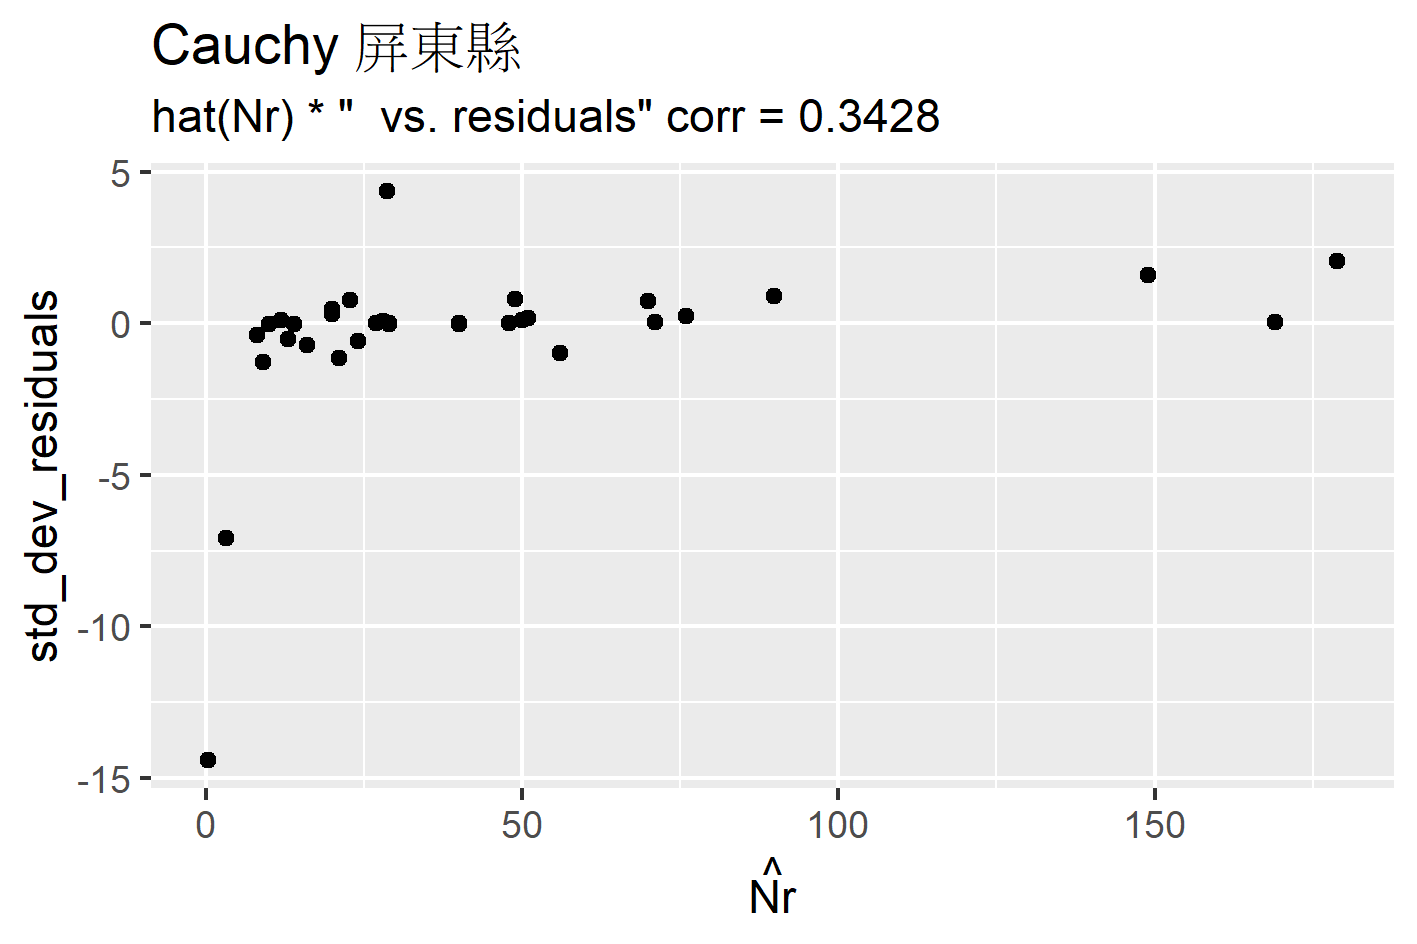 Cauchy 屏東縣
hat(Nr) * "  vs. residuals" corr = 0.3428
5
0
-5
-10
-15
std_dev_residuals
0 50 100 150
N̂r